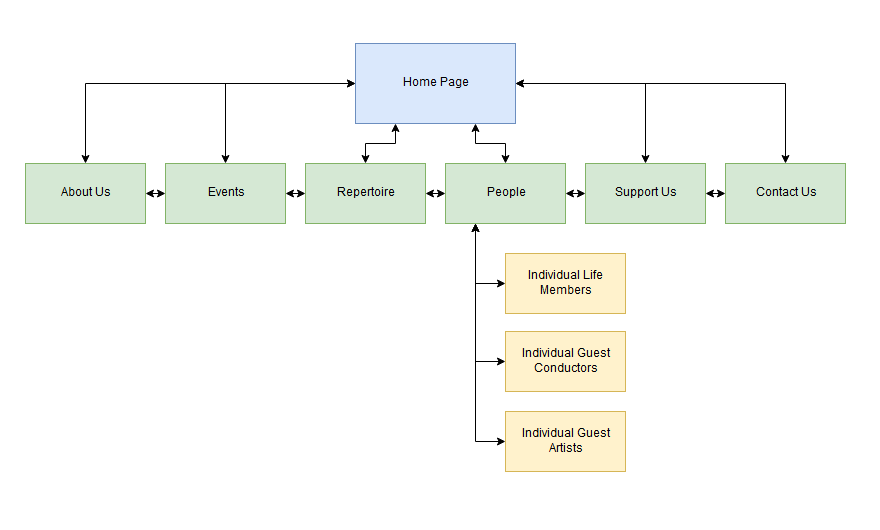 Home Page
About Us
Events
Repertoire
People
Support Us
Contact Us
Individual Life
Members
Individual Guest
Conductors
Individual Guest
Artists